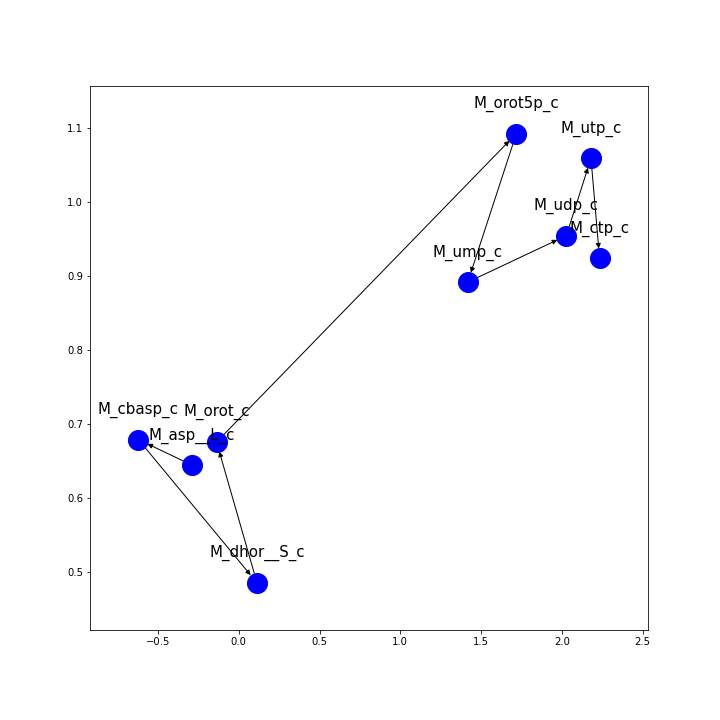 M_orot5p_c
M_utp_c
M_udp_c
M_ctp_c
M_ump_c
M_cbasp_c
M_orot_c
M_asp__L_c
M_dhor__S_c
1.1
1.0
0.9
0.8
0.7
0.6
0.5
−0.5
0.0
0.5
1.0
1.5
2.0
2.5